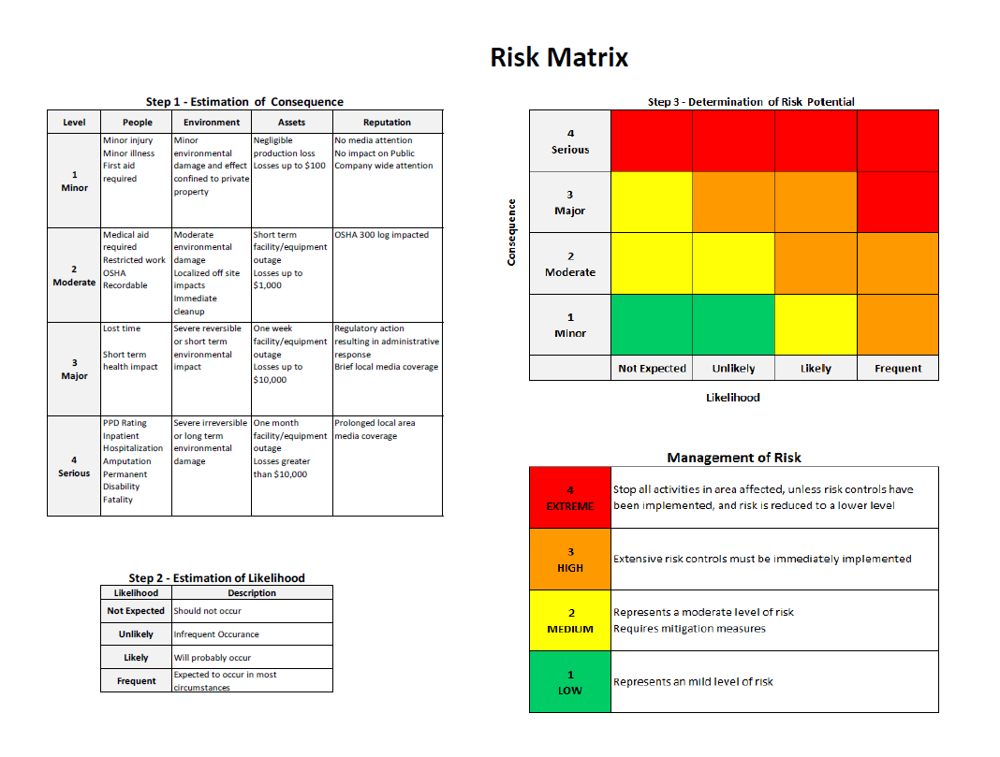 Risk Matrix
Step 1 - Estimation of Consequence
Level People Environment Assets Reputation
1
Minor
Minor injury
Minor illness
First aid
required
Minor
environmental
damage and effect
confined to private
property
Negligible
production loss
Losses up to $100
No media attention
No impact on Public
Company wide attention
2
Moderate
Medical aid
required
Restricted work
OSHA
Recordable
Moderate
environmental
damage
Localized off site
impacts
Immediate
cleanup
Short term
facility/equipment
outage
Losses up to
$1,000
OSHA 300 log impacted
3
Major
Lost time
Short term
health impact
Severe reversible
or short term
environmental
impact
One week
facility/equipment
outage
Losses up to
$10,000
Regulatory action
resulting in administrative
response
Brief local media coverage
4
Serious
PPD Rating
Inpatient
Hospitalization
Amputation
Permanent
Disability
Fatality
Severe irreversible
or long term
environmental
damage
One month
facility/equipment
outage
Losses greater
than $10,000
Prolonged local area
media coverage
Step 2 - Estimation of Likelihood
Likelihood Description
Not Expected Should not occur
Unlikely Infrequent Occurance
Likely Will probably occur
Frequent
Expected to occur in most
circumstances
Step 3 - Determination of Risk Potential
Consequence
4
Serious
3
Major
2
Moderate
1
Minor
Not Expected Unlikely Likely Frequent
Likelihood
Management of Risk
4
EXTREME
Stop all activities in area affected, unless risk controls have
been implemented, and risk is reduced to a lower level
3
HIGH
Extensive risk controls must be immediately implemented
2
MEDIUM
Represents a moderate level of risk
Requires mitigation measures
1
LOW
Represents an mild level of risk